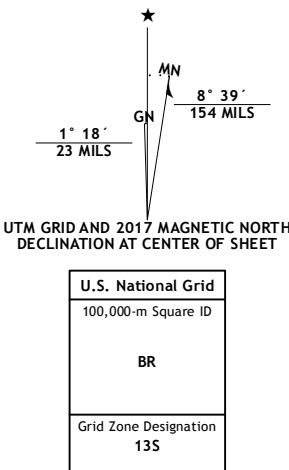 ★
MN
GN
8° 39´
154 MILS
1° 18´
23 MILS
UTM GRID AND 2017 MAGNETIC NORTH
DECLINATION AT CENTER OF SHEET
U.S. National Grid
100,000-m Square ID
BR
Grid Zone Designation
13S